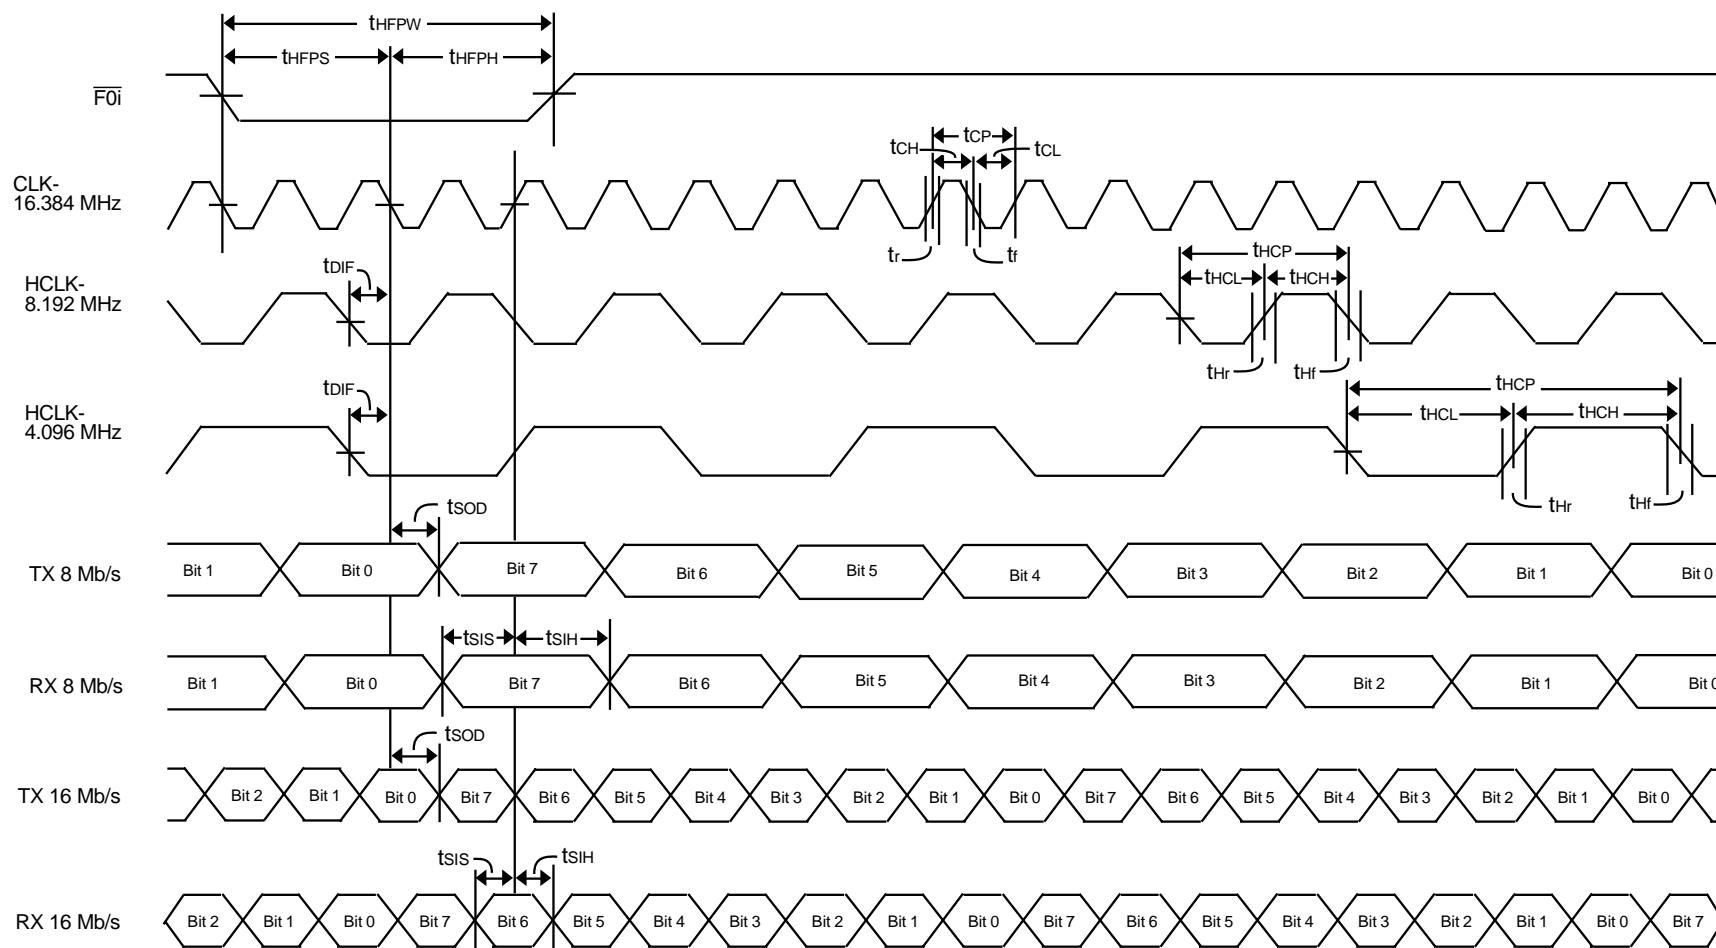 tHFPW
tHFPS tHFPH
F0i
tCP
tCH tCL
CLK-
16.384 MHz
tr tf
tHCP
tDIF tHCL tHCH
HCLK-
8.192 MHz
tHr tHf
tHCP
tDIF
HCLK-
4.096 MHz
tHCL tHCH
tSOD tHr tHf
TX 8 Mb/s Bit 1 Bit 0 Bit 7 Bit 6 Bit 5 Bit 4 Bit 3 Bit 2 Bit 1 Bit 0
tSIS tSIH
RX 8 Mb/s Bit 1 Bit 0 Bit 7 Bit 6 Bit 5 Bit 4 Bit 3 Bit 2 Bit 1 Bit 0
tSOD
TX 16 Mb/s Bit 2 Bit 1 Bit 0 Bit 7 Bit 6 Bit 5 Bit 4 Bit 3 Bit 2 Bit 1 Bit 0 Bit 7 Bit 6 Bit 5 Bit 4 Bit 3 Bit 2 Bit 1 Bit 0
tSIS tSIH
RX 16 Mb/s Bit 2 Bit 1 Bit 0 Bit 7 Bit 6 Bit 5 Bit 4 Bit 3 Bit 2 Bit 1 Bit 0 Bit 7 Bit 6 Bit 5 Bit 4 Bit 3 Bit 2 Bit 1 Bit 0 Bit 7